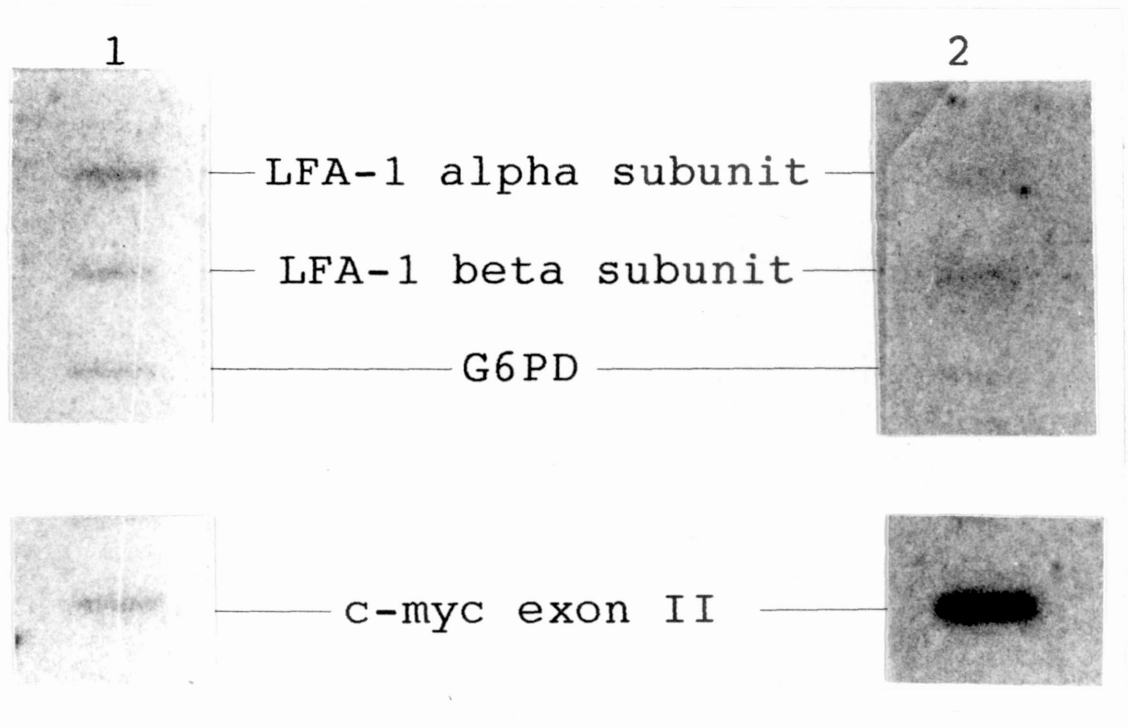 1 2
LFA-1 alpha subunit
LFA-1 beta subunit
G6PD
c-myc exon II